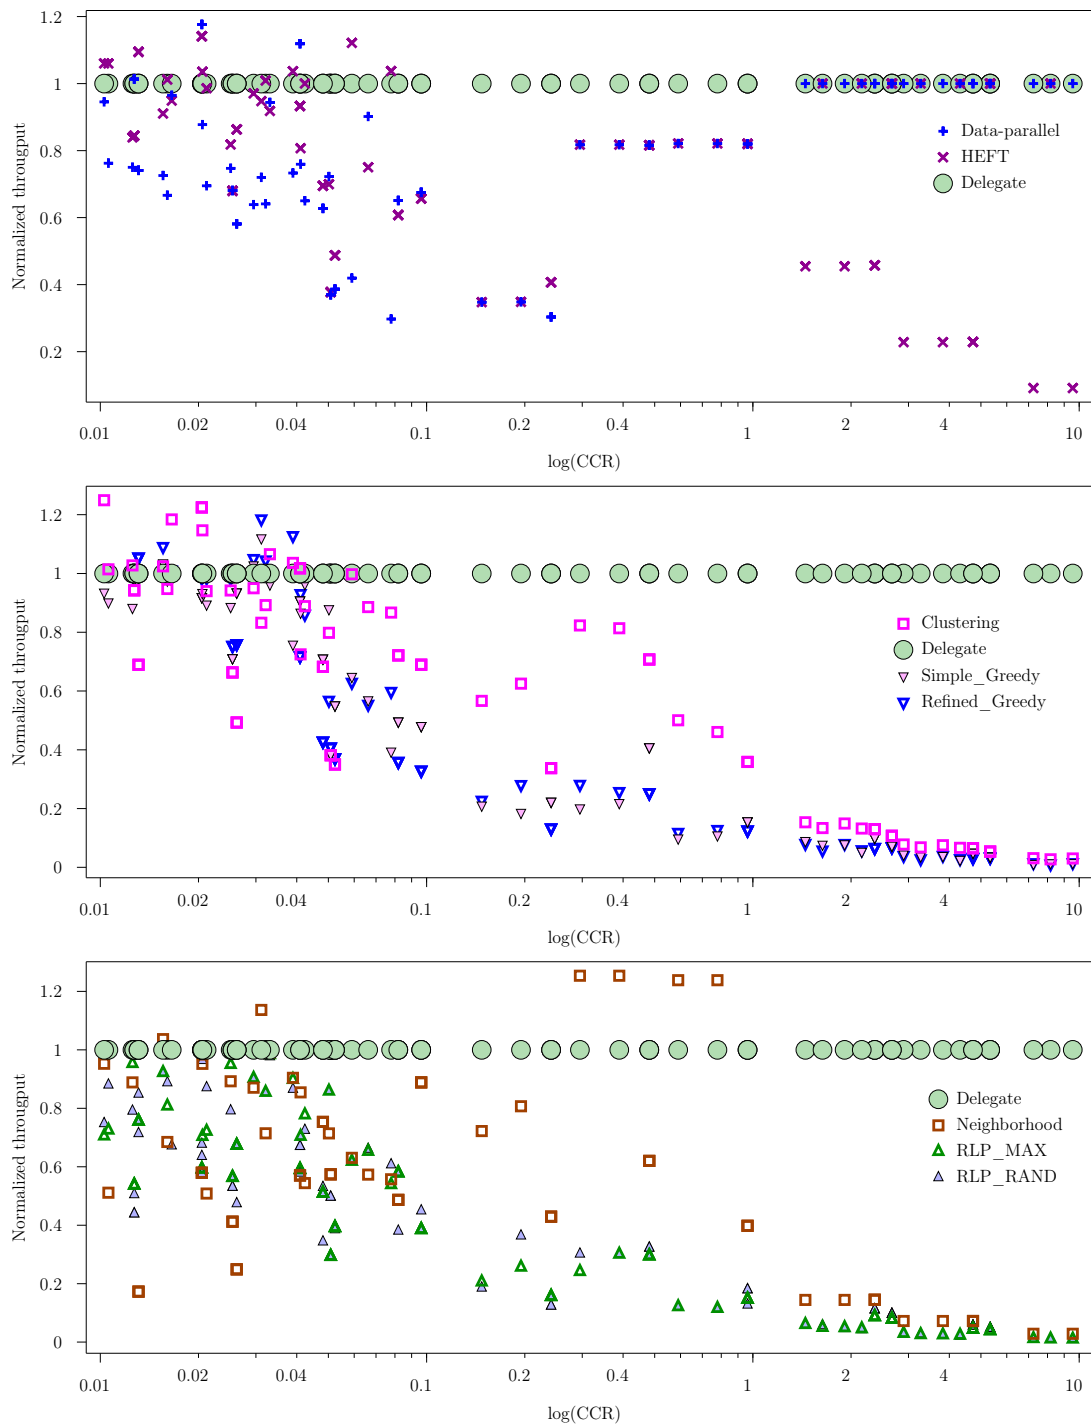 1.2
1
0.8
0.6
0.4
0.2
Normalized througput
Data-parallel
HEFT
Delegate
0.01
0.02
0.04
0.1
0.2
0.4
1
2
4
10
log(CCR)
1.2
1
0.8
0.6
0.4
0.2
0
Normalized througput
Clustering
Delegate
Simple_Greedy
Refined_Greedy
0.01
0.02
0.04
0.1
0.2
0.4
1
2
4
10
log(CCR)
1.2
1
0.8
0.6
0.4
0.2
0
Normalized througput
Delegate
Neighborhood
RLP_MAX
RLP_RAND
0.01
0.02
0.04
0.1
0.2
0.4
1
2
4
10
log(CCR)